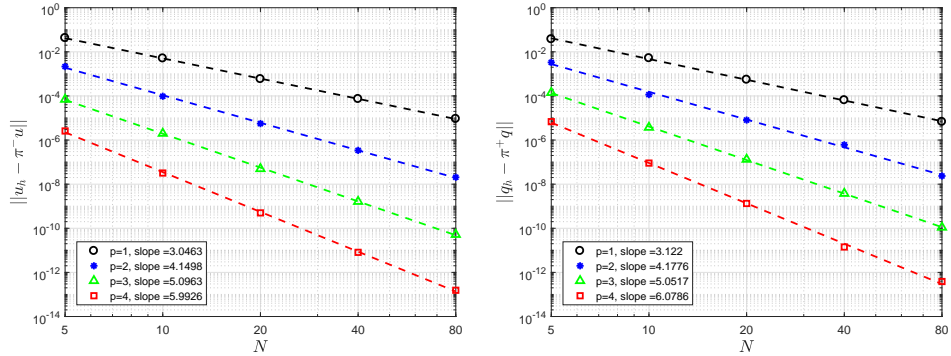 10^0
10^-2
10^-4
10^-6
10^-8
10^-10
10^-12
10^-14
||u_h − π^− u||
p=1, slope =3.0463
p=2, slope =4.1498
p=3, slope =5.0963
p=4, slope =5.9926
5 10 20 40 80
N
10^0
10^-2
10^-4
10^-6
10^-8
10^-10
10^-12
10^-14
||q_h − π^+ q||
p=1, slope =3.122
p=2, slope =4.1776
p=3, slope =5.0517
p=4, slope =6.0786
5 10 20 40 80
N